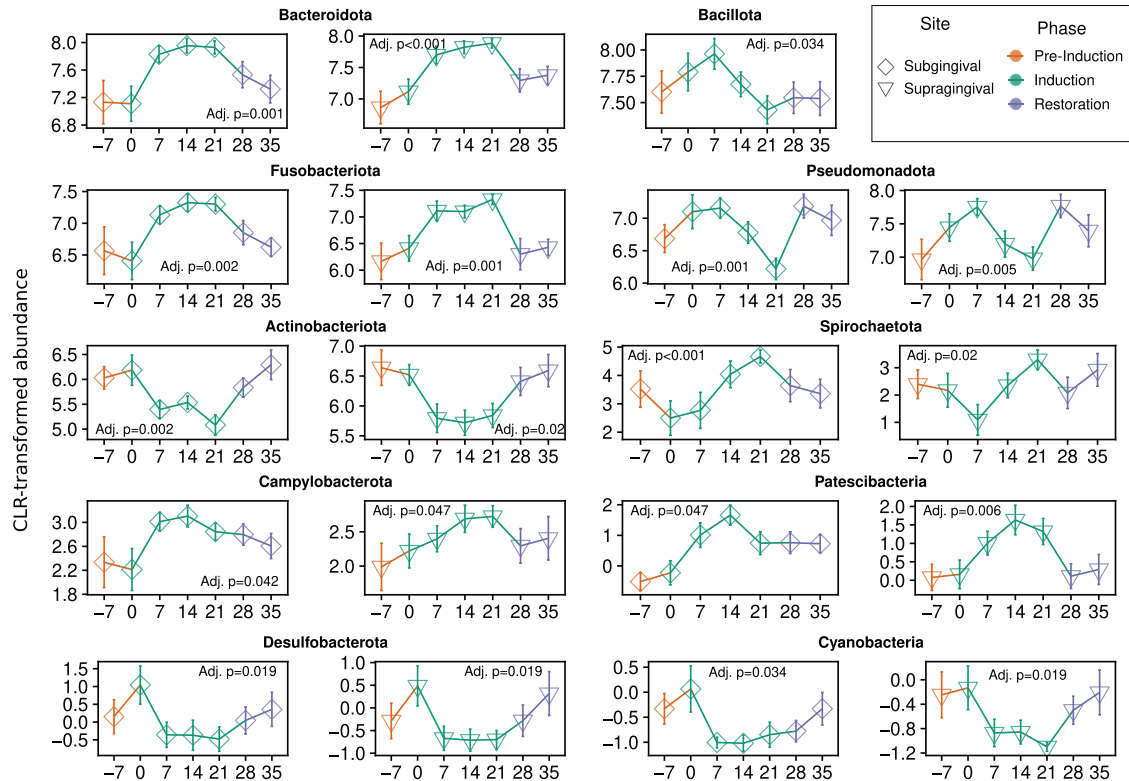 Bacteroidota
Bacillota
Site
Phase
Subgingival
Supragingival
Pre-Induction
Induction
Restoration
CLR-transformed abundance
8.0
7.6
7.2
6.8
Adj. p=0.001
−7 0 7 14 21 28 35
8.0
7.0
Adj. p<0.001
−7 0 7 14 21 28 35
8.00
7.75
7.50
Adj. p=0.034
−7 0 7 14 21 28 35
Fusobacteriota
Pseudomonadota
7.5
7.0
6.5
Adj. p=0.002
−7 0 7 14 21 28 35
7.5
7.0
6.5
6.0
Adj. p=0.001
−7 0 7 14 21 28 35
7.0
6.5
6.0
Adj. p=0.001
−7 0 7 14 21 28 35
8.0
7.5
7.0
Adj. p=0.005
−7 0 7 14 21 28 35
Actinobacteriota
Spirochaetota
6.5
6.0
5.5
5.0
Adj. p=0.002
−7 0 7 14 21 28 35
7.0
6.5
6.0
5.5
Adj. p=0.02
−7 0 7 14 21 28 35
5
4
3
2
Adj. p<0.001
−7 0 7 14 21 28 35
3
2
1
Adj. p=0.02
−7 0 7 14 21 28 35
Campylobacterota
Patescibacteria
3.0
2.6
2.2
1.8
Adj. p=0.042
−7 0 7 14 21 28 35
2.5
2.0
Adj. p=0.047
−7 0 7 14 21 28 35
2
1
0
Adj. p=0.047
−7 0 7 14 21 28 35
2.0
1.5
1.0
0.5
0.0
Adj. p=0.006
−7 0 7 14 21 28 35
Desulfobacterota
Cyanobacteria
1.5
1.0
0.5
0.0
−0.5
Adj. p=0.019
−7 0 7 14 21 28 35
1.0
0.5
0.0
−0.5
−1.0
Adj. p=0.019
−7 0 7 14 21 28 35
0.5
0.0
−0.5
−1.0
Adj. p=0.034
−7 0 7 14 21 28 35
0.0
−0.4
−0.8
−1.2
Adj. p=0.019
−7 0 7 14 21 28 35